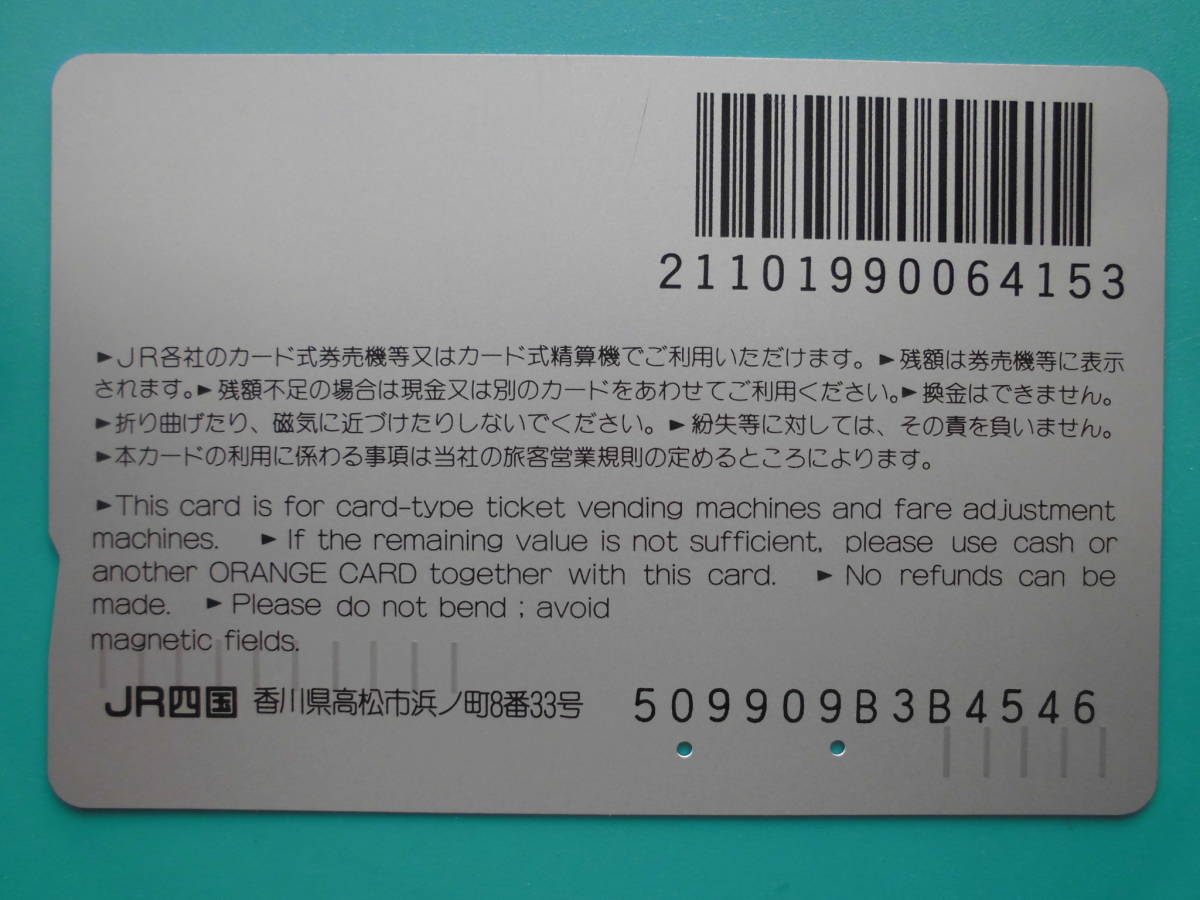 21101990064153
►JR各社のカード式券売機等又はカード式精算機でご利用いただけます。►残額は券売機等に表示
されます。►残額不足の場合は現金又は別のカードをあわせてご利用ください。►換金はできません。
►折り曲げたり、磁気に近づけたりしないでください。►紛失等に対しては、その責を負いません。
►本カードの利用に係わる事項は当社の旅客営業規則の定めるところによります。
►This card is for card-type ticket vending machines and fare adjustment
machines. ►If the remaining value is not sufficient, please use cash or
another ORANGE CARD together with this card. ►No refunds can be
made. ►Please do not bend ; avoid
magnetic fields.
JR四国 香川県高松市浜ノ町8番33号 509909B3B4546